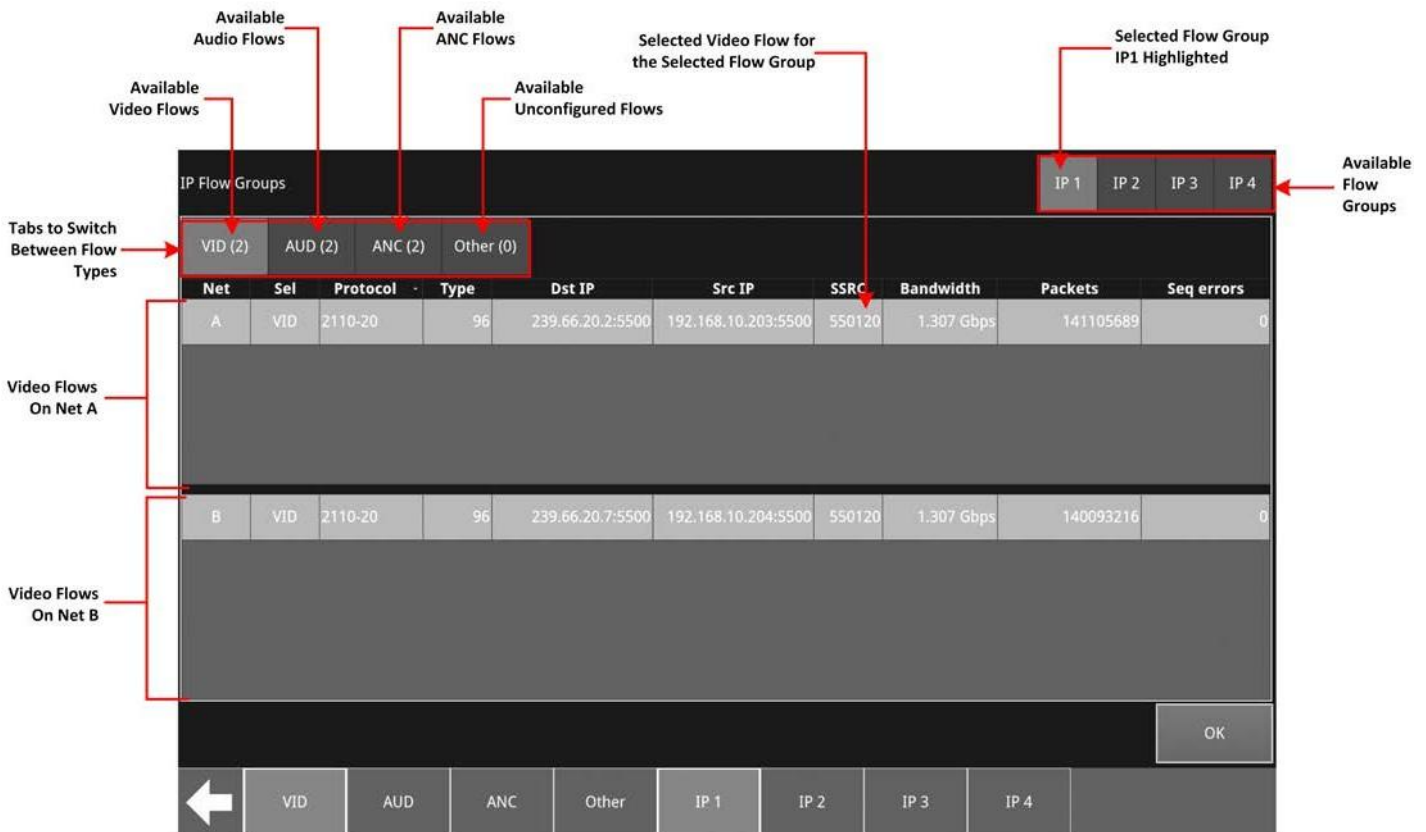 Available
Audio Flows
Available
ANC Flows
Selected Video Flow for
the Selected Flow Group
Selected Flow Group
IP1 Highlighted
Available
Video Flows
Available
Unconfigured Flows
Available
Flow
Groups
IP Flow Groups
IP 1 IP 2 IP 3 IP 4
Tabs to Switch
Between Flow
Types
VID (2) AUD (2) ANC (2) Other (0)
Net Sel Protocol Type Dst IP Src IP SSRC Bandwidth Packets Seq errors
A VID 2110-20 96 239.66.20.2:5500 192.168.10.203:5500 550120 1.307 Gbps 141105689 0
Video Flows
On Net A
B VID 2110-20 96 239.66.20.7:5500 192.168.10.204:5500 550120 1.307 Gbps 140093216 0
Video Flows
On Net B
OK
VID AUD ANC Other IP 1 IP 2 IP 3 IP 4